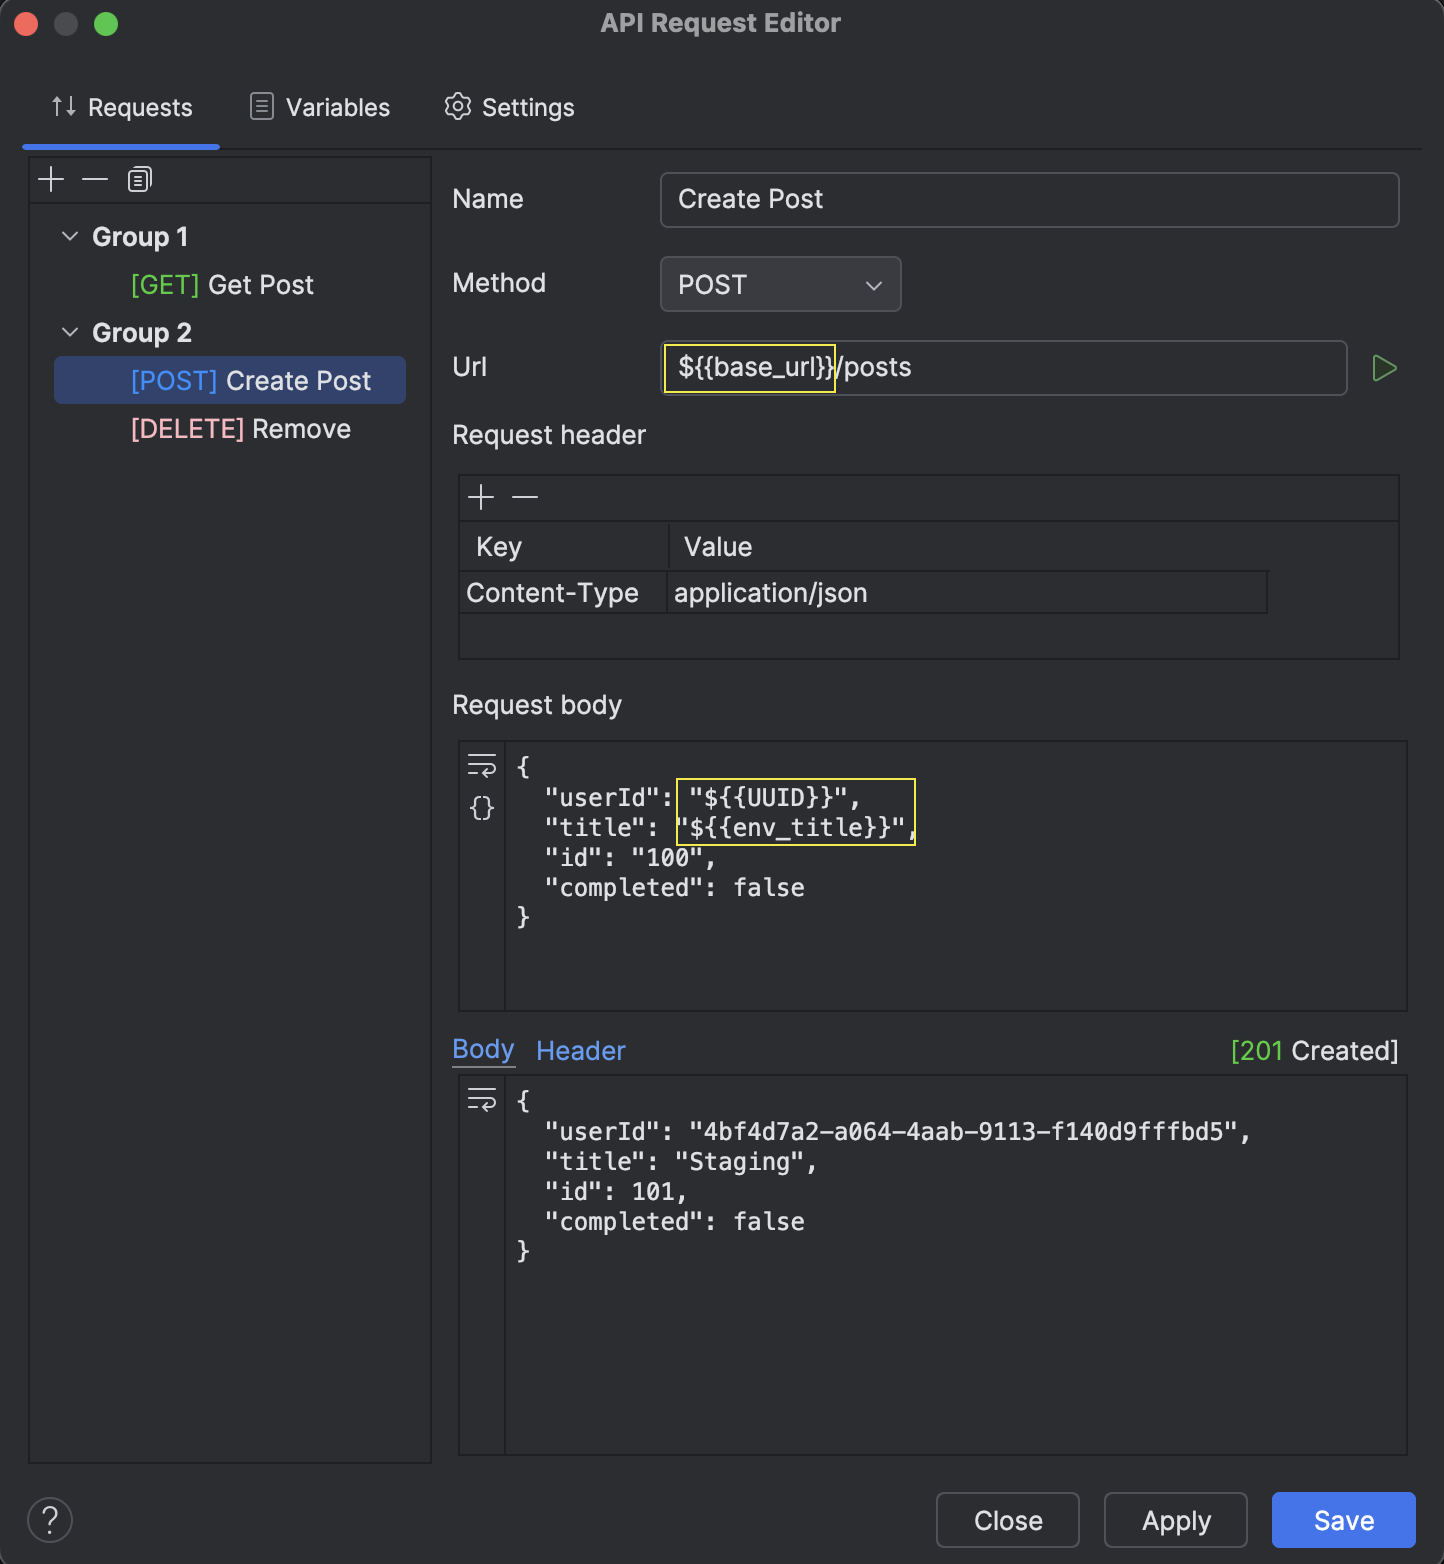 API Request Editor
Requests Variables Settings
Group 1
[GET] Get Post
Group 2
[POST] Create Post
[DELETE] Remove
Name Create Post
Method POST
Url ${{base_url}}/posts
Request header
Key Value
Content-Type application/json
Request body
{
"userId": "${{UUID}}",
"title": "${{env_title}}",
"id": "100",
"completed": false
}
Body Header [201 Created]
{
"userId": "4bf4d7a2-a064-4aab-9113-f140d9fffbd5",
"title": "Staging",
"id": 101,
"completed": false
}
? Close Apply Save